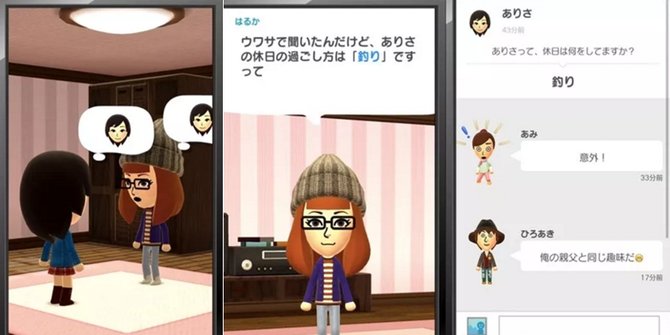 はるか
ウワサで聞いたんだけど、ありさ
の休日の過ごし方は「釣り」です
って
ありさ
43分前
ありさって、休日は何をしてますか？
釣り
あみ
意外！
33分前
ひろあき
俺の親父と同じ趣味だ
17分前